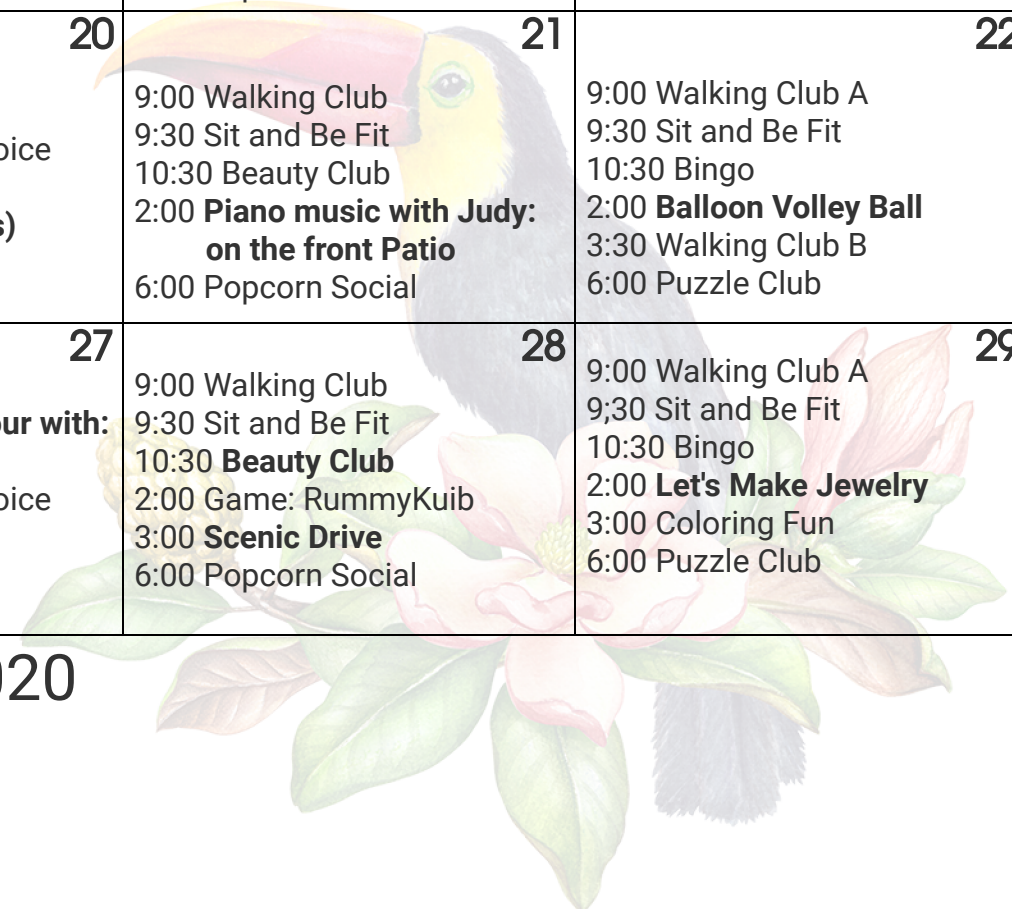 20
oice
s)
21
9:00 Walking Club
9:30 Sit and Be Fit
10:30 Beauty Club
2:00 Piano music with Judy:
on the front Patio
6:00 Popcorn Social
22
9:00 Walking Club A
9:30 Sit and Be Fit
10:30 Bingo
2:00 Balloon Volley Ball
3:30 Walking Club B
6:00 Puzzle Club
27
ur with:
oice
28
9:00 Walking Club
9:30 Sit and Be Fit
10:30 Beauty Club
2:00 Game: RummyKuib
3:00 Scenic Drive
6:00 Popcorn Social
29
9:00 Walking Club A
9;30 Sit and Be Fit
10:30 Bingo
2:00 Let's Make Jewelry
3:00 Coloring Fun
6:00 Puzzle Club
020